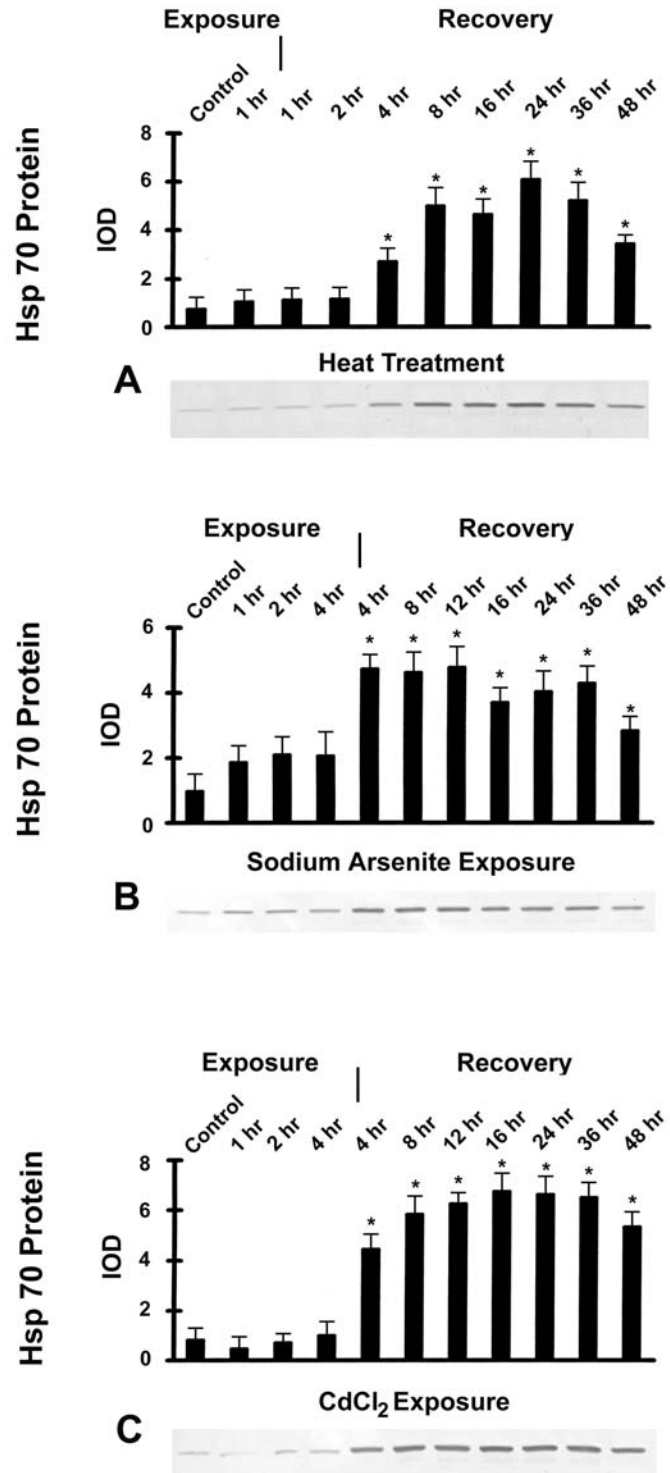 Exposure Recovery
Control 1 hr 1 hr 2 hr 4 hr 8 hr 16 hr 24 hr 36 hr 48 hr
Hsp 70 Protein
IOD
8
6
4
2
0
* * * * * *
Heat Treatment
A
Exposure Recovery
Control 1 hr 2 hr 4 hr 4 hr 8 hr 12 hr 16 hr 24 hr 36 hr 48 hr
Hsp 70 Protein
IOD
6
4
2
0
* * * * * * *
Sodium Arsenite Exposure
B
Exposure Recovery
Control 1 hr 2 hr 4 hr 4 hr 8 hr 12 hr 16 hr 24 hr 36 hr 48 hr
Hsp 70 Protein
IOD
8
6
4
2
0
* * * * * * *
CdCl₂ Exposure
C